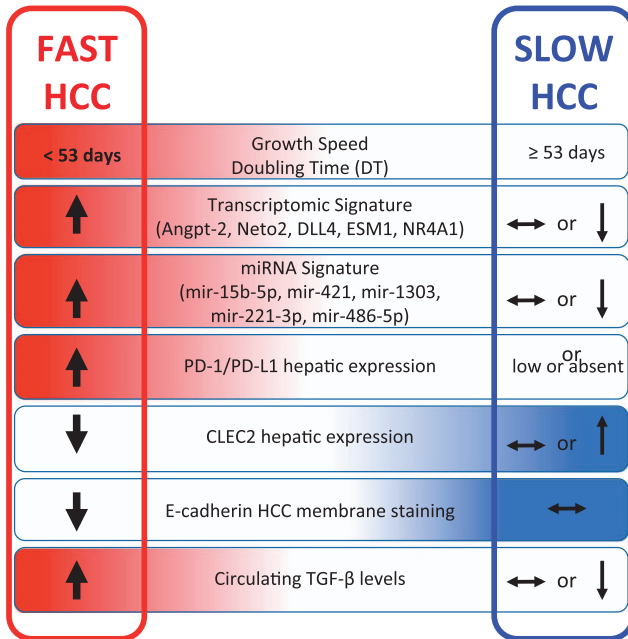 FAST
HCC
SLOW
HCC
< 53 days
Growth Speed
Doubling Time (DT)
≥ 53 days
Transcriptomic Signature
(Angpt-2, Neto2, DLL4, ESM1, NR4A1)
or
miRNA Signature
(mir-15b-5p, mir-421, mir-1303,
mir-221-3p, mir-486-5p)
or
PD-1/PD-L1 hepatic expression
or
low or absent
CLEC2 hepatic expression
or
E-cadherin HCC membrane staining
Circulating TGF-β levels
or